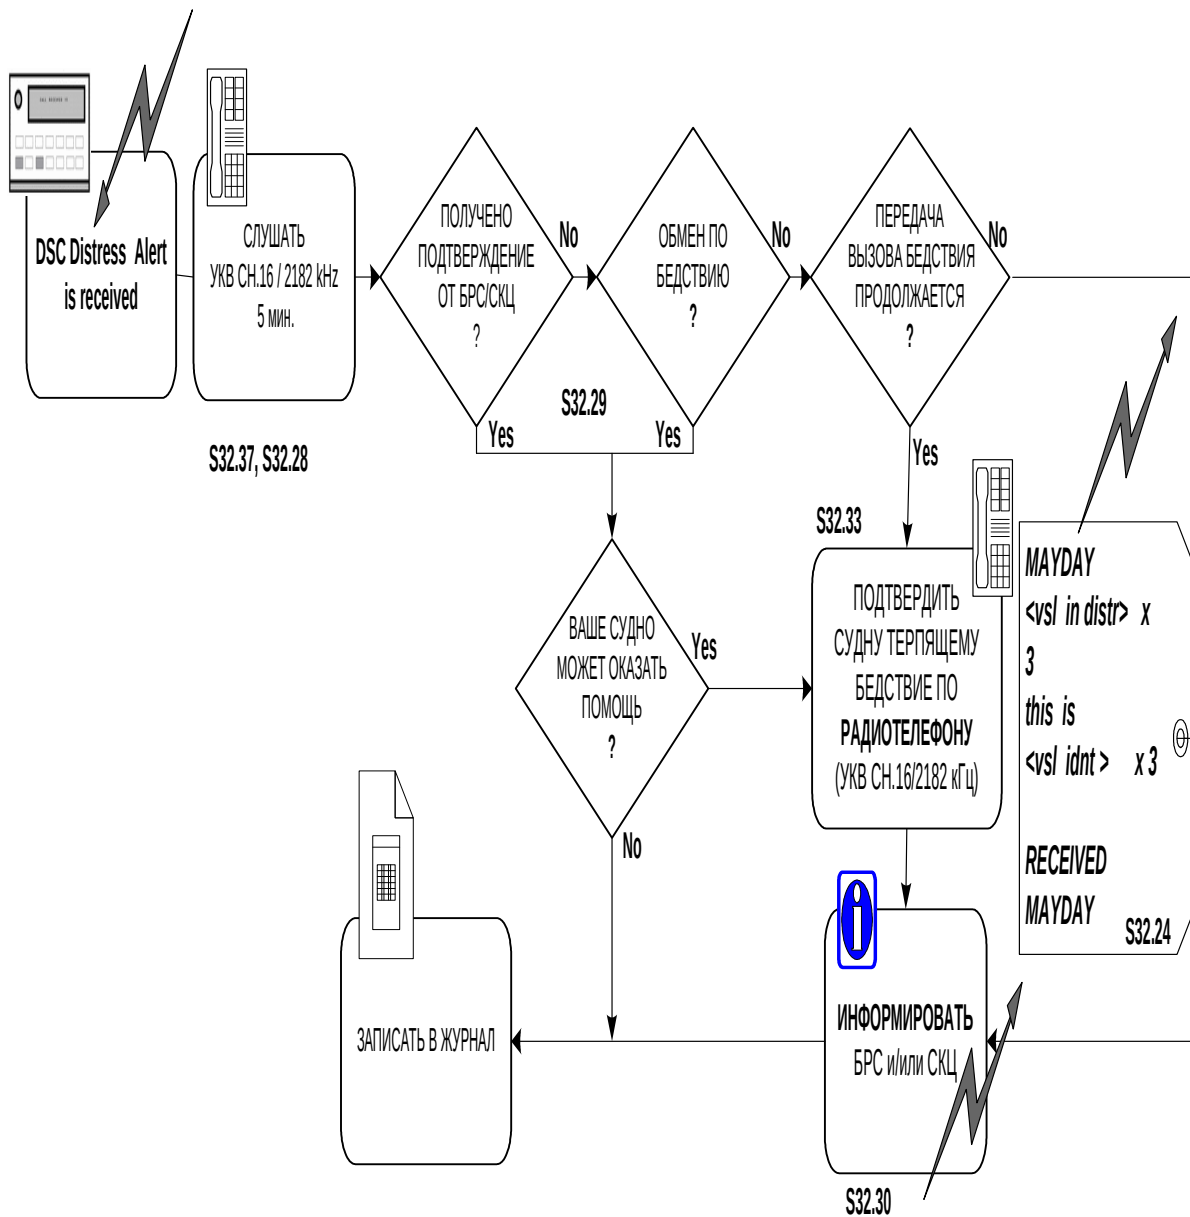 DSC Distress Alert
is received
СЛУШАТЬ
УКВ CH.16 / 2182 kHz
5 мин.
S32.37, S32.28
ПОЛУЧЕНО
ПОДТВЕРЖДЕНИЕ
ОТ БРС/СКЦ
?
No
Yes
ОБМЕН ПО
БЕДСТВИЮ
?
No
Yes
S32.29
ПЕРЕДАЧА
ВЫЗОВА БЕДСТВИЯ
ПРОДОЛЖАЕТСЯ
?
No
Yes
ВАШЕ СУДНО
МОЖЕТ ОКАЗАТЬ
ПОМОЩЬ
?
Yes
No
S32.33
ПОДТВЕРДИТЬ
СУДНУ ТЕРПЯЩЕМУ
БЕДСТВИЕ ПО
РАДИОТЕЛЕФОНУ
(УКВ CH.16/2182 кГц)
MAYDAY
<vsl in distr> x
3
this is
<vsl idnt > x 3
RECEIVED
MAYDAY
S32.24
ЗАПИСАТЬ В ЖУРНАЛ
ИНФОРМИРОВАТЬ
БРС и/или СКЦ
S32.30